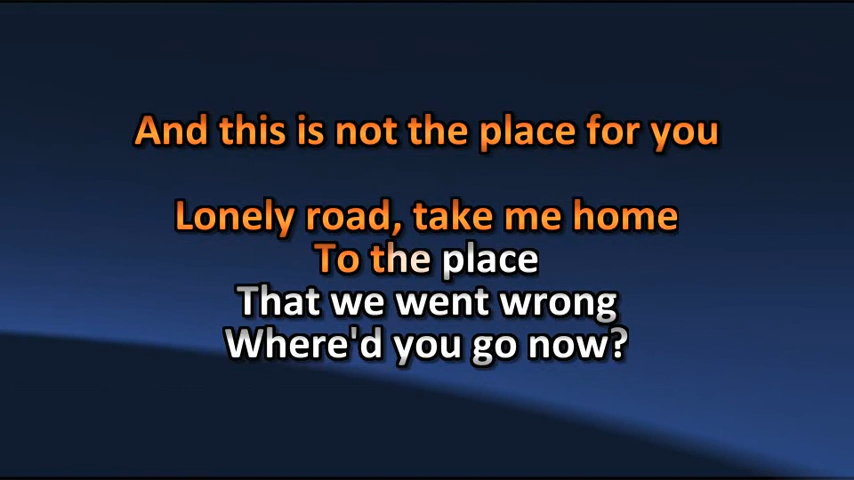 And this is not the place for you
Lonely road, take me home
To the place
That we went wrong
Where'd you go now?